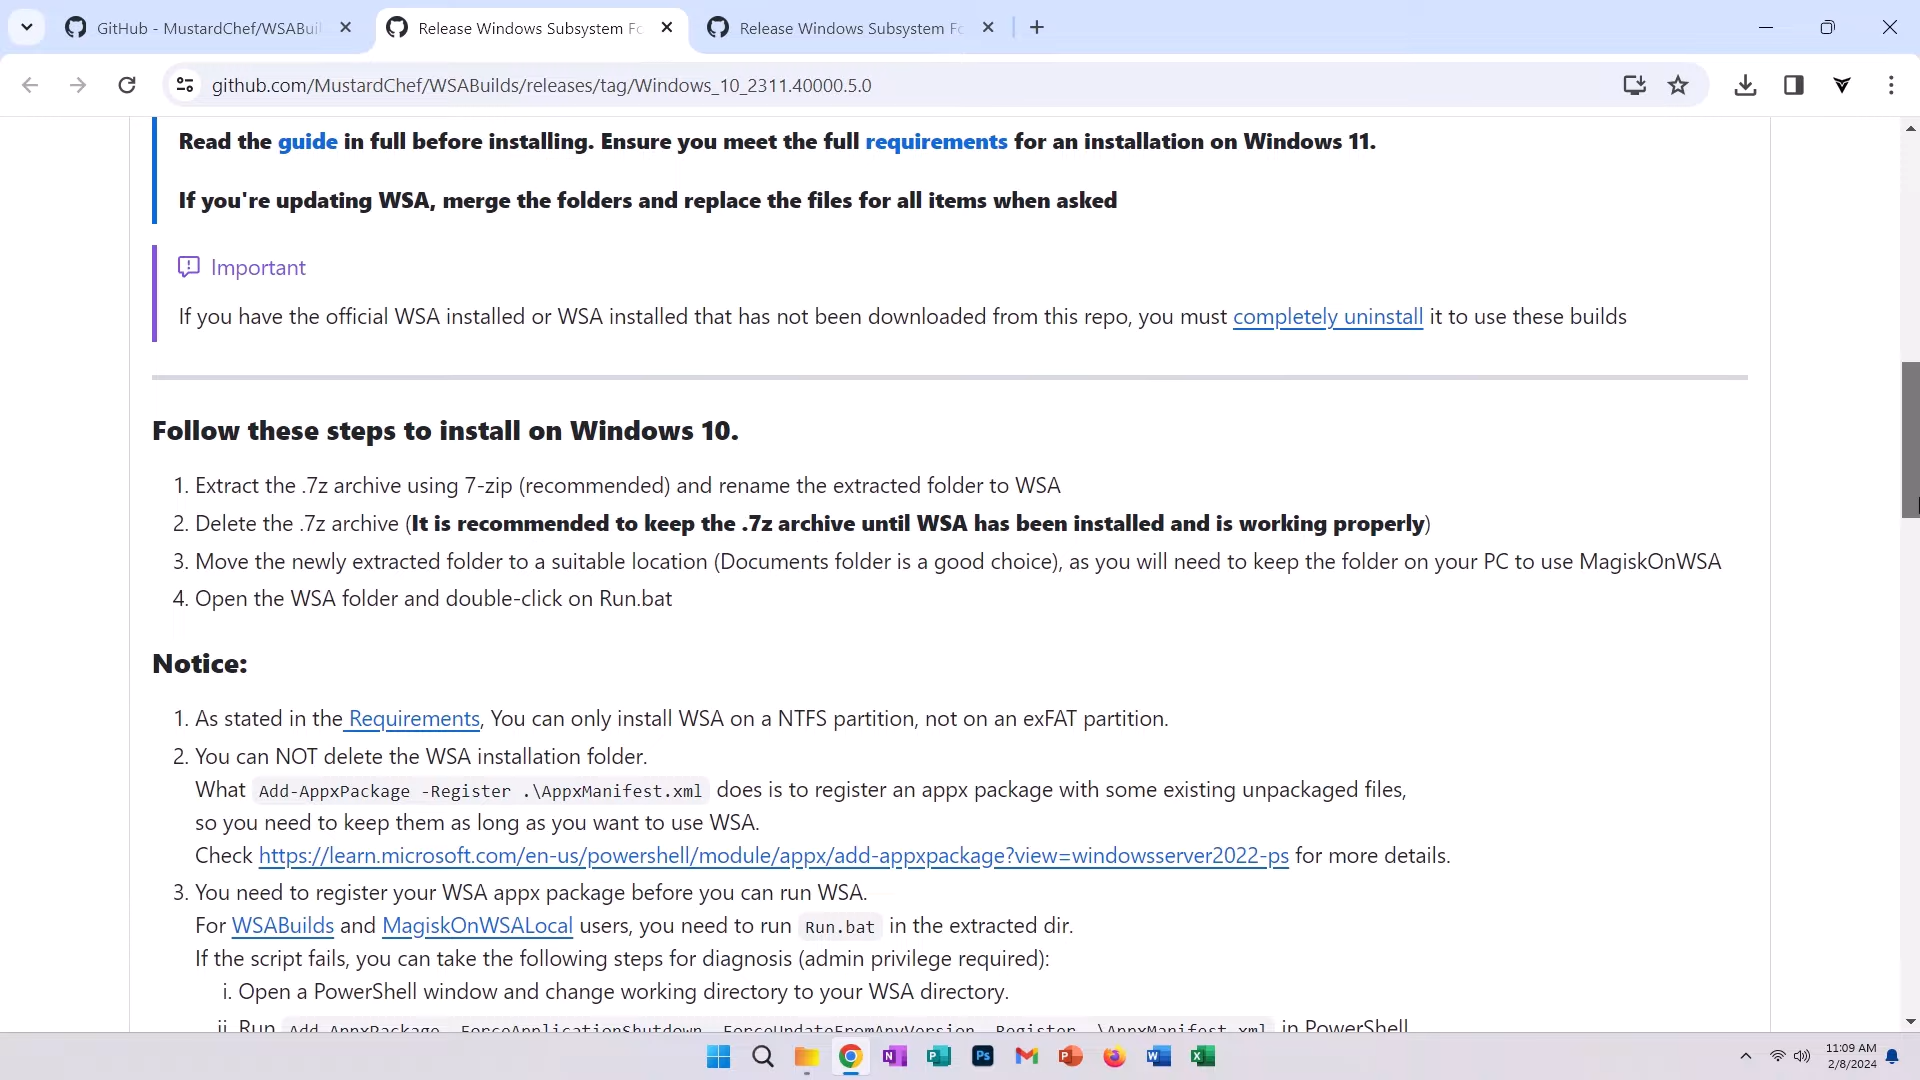 GitHub - MustardChef/WSABuil
Release Windows Subsystem Fo
Release Windows Subsystem Fo
github.com/MustardChef/WSABuilds/releases/tag/Windows_10_2311.40000.5.0
Read the guide in full before installing. Ensure you meet the full requirements for an installation on Windows 11.
If you're updating WSA, merge the folders and replace the files for all items when asked
Important
If you have the official WSA installed or WSA installed that has not been downloaded from this repo, you must completely uninstall it to use these builds
Follow these steps to install on Windows 10.
1. Extract the .7z archive using 7-zip (recommended) and rename the extracted folder to WSA
2. Delete the .7z archive (It is recommended to keep the .7z archive until WSA has been installed and is working properly)
3. Move the newly extracted folder to a suitable location (Documents folder is a good choice), as you will need to keep the folder on your PC to use MagiskOnWSA
4. Open the WSA folder and double-click on Run.bat
Notice:
1. As stated in the Requirements, You can only install WSA on a NTFS partition, not on an exFAT partition.
2. You can NOT delete the WSA installation folder.
What Add-AppxPackage -Register .\AppxManifest.xml does is to register an appx package with some existing unpackaged files,
so you need to keep them as long as you want to use WSA.
Check https://learn.microsoft.com/en-us/powershell/module/appx/add-appxpackage?view=windowsserver2022-ps for more details.
3. You need to register your WSA appx package before you can run WSA.
For WSABuilds and MagiskOnWSALocal users, you need to run Run.bat in the extracted dir.
If the script fails, you can take the following steps for diagnosis (admin privilege required):
i. Open a PowerShell window and change working directory to your WSA directory.
ii. Run Add-AppxPackage -ForceApplicationShutdown -ForceUpdateFromAnyVersion -Register .\AppxManifest.xml in PowerShell.
N
P
Ps
P
W
X
11:09 AM
2/8/2024